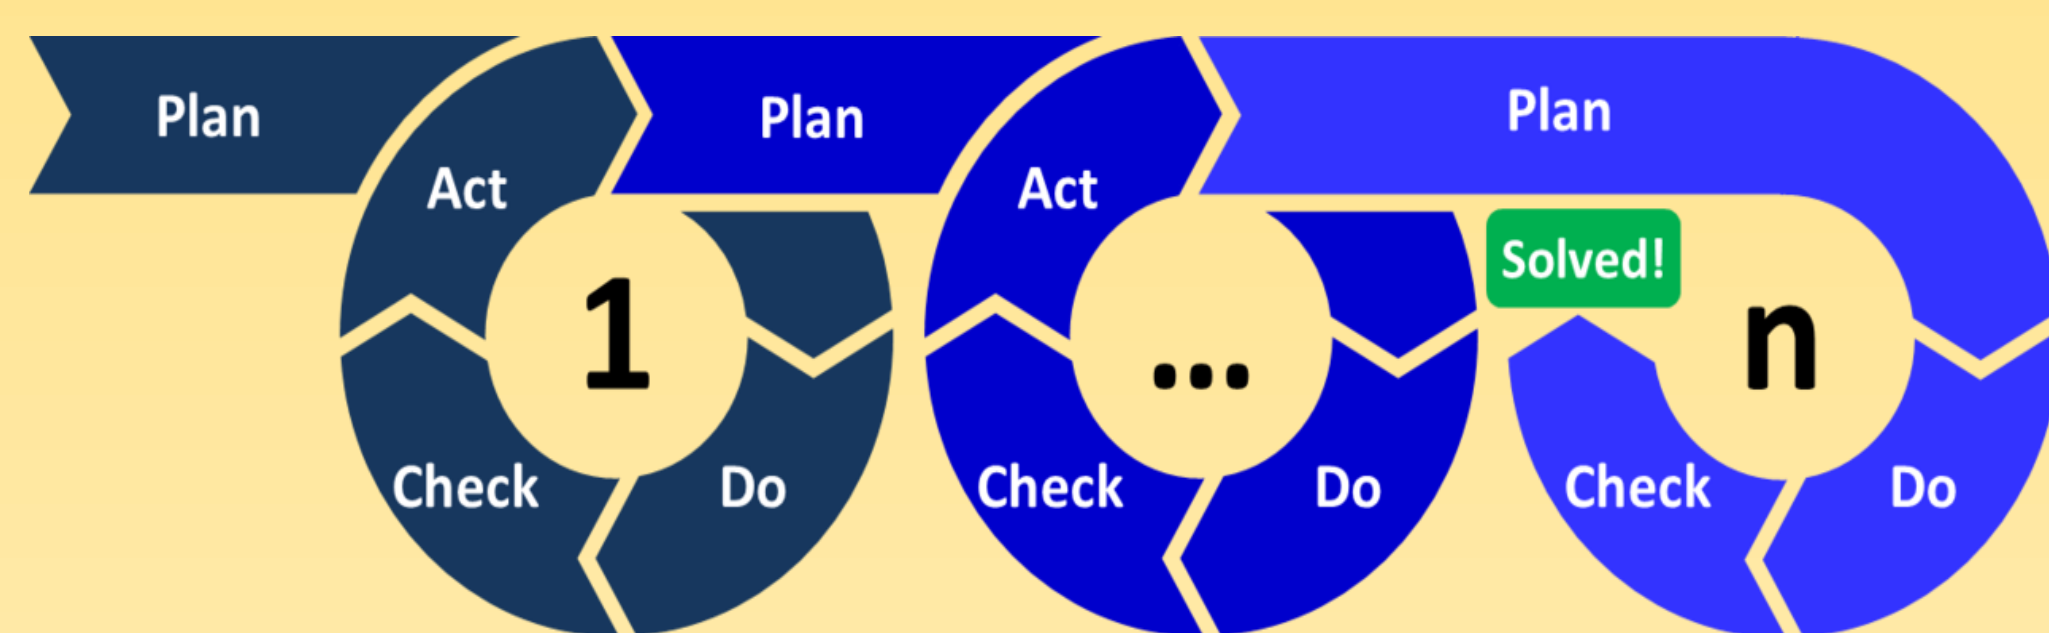 Plan
Plan
Plan
Act
Act
Solved!
1
...
n
Check
Do
Check
Do
Check
Do